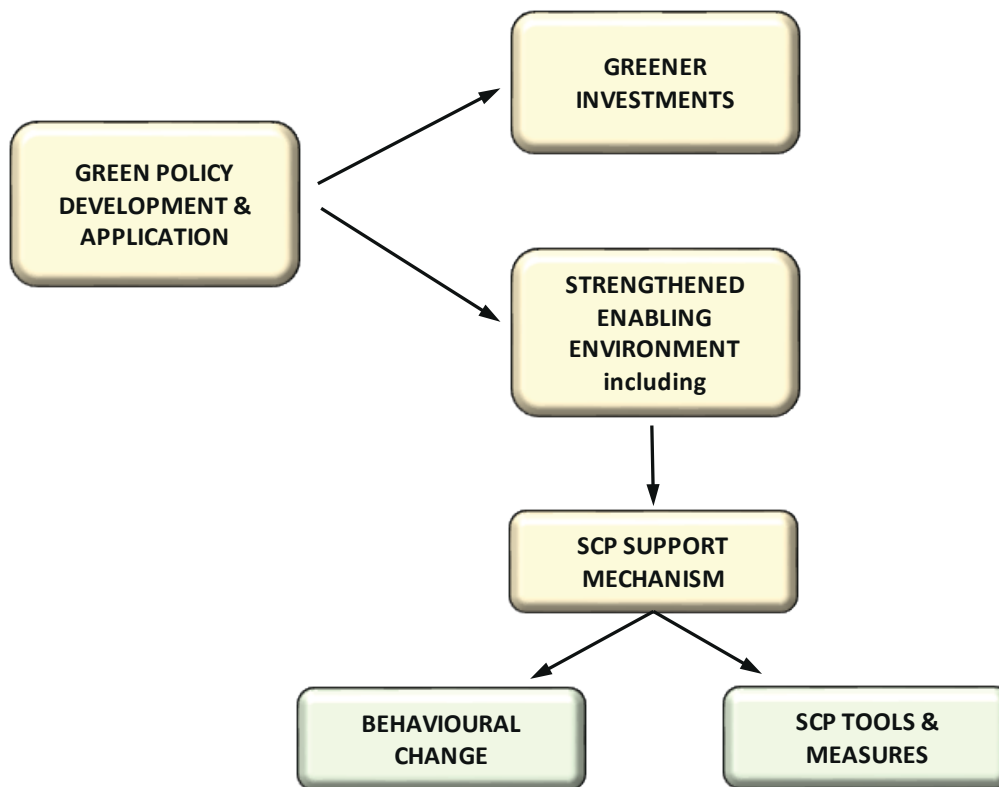 GREENER
INVESTMENTS
GREEN POLICY
DEVELOPMENT &
APPLICATION
STRENGTHENED
ENABLING
ENVIRONMENT
including
SCP SUPPORT
MECHANISM
BEHAVIOURAL
CHANGE
SCP TOOLS &
MEASURES